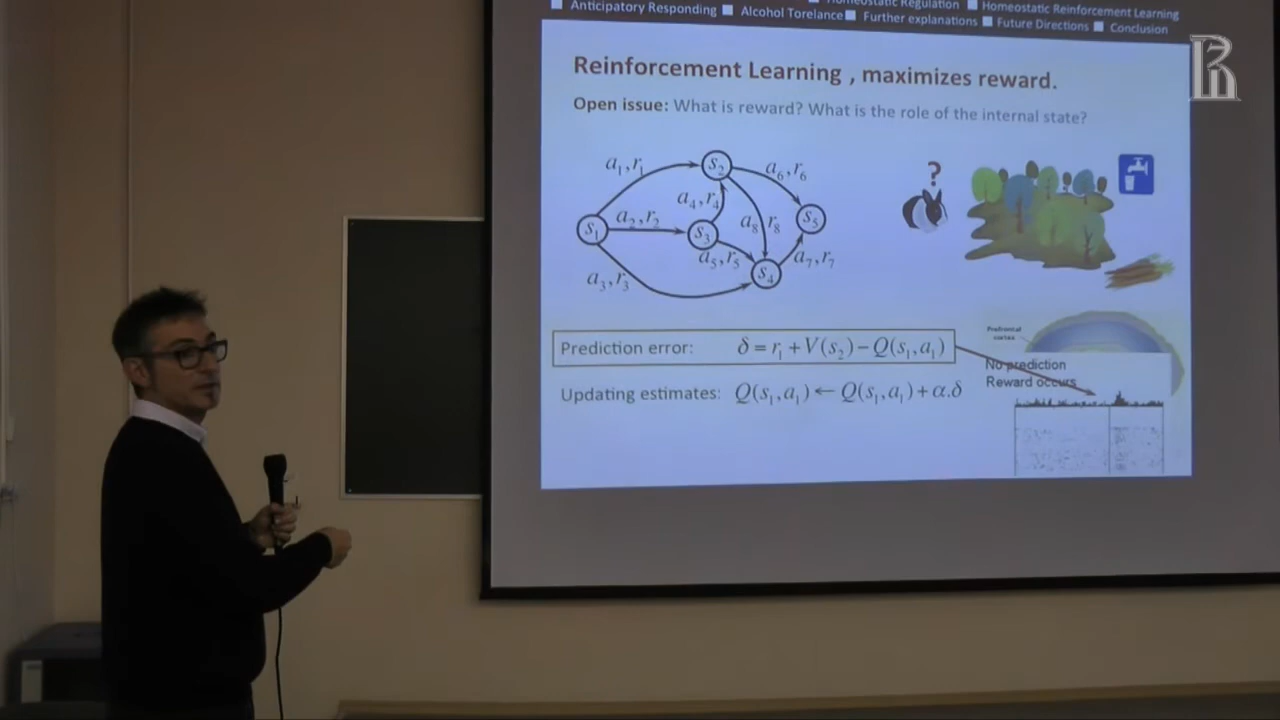 Homeostatic Regulation ■ Homeostatic Reinforcement Learning
■ Anticipatory Responding ■ Alcohol Torelance ■ Further explanations ■ Future Directions ■ Conclusion
Reinforcement Learning , maximizes reward.
Open issue: What is reward? What is the role of the internal state?
a₁,r₁
s₂
a₆,r₆
?
a₄,r₄
a₂,r₂
s₁
s₃
a₈ r₈
s₅
a₅,r₅
a₇,r₇
s₄
a₃,r₃
Prefrontal
cortex
Prediction error: δ = r₁ + V(s₂) − Q(s₁,a₁)
No prediction
Reward occurs
Updating estimates: Q(s₁,a₁) ← Q(s₁,a₁) + α.δ